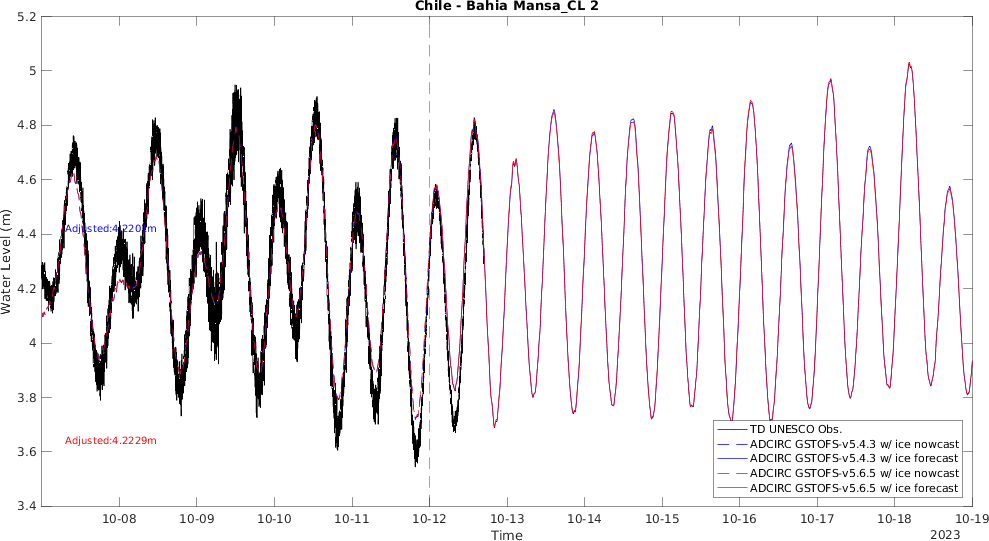 Chile - Bahia Mansa_CL 2
5.2
5
4.8
4.6
4.4
4.2
4
3.8
3.6
3.4
Water Level (m)
Adjusted:4.2202m
Adjusted:4.2229m
TD UNESCO Obs.
ADCIRC GSTOFS-v5.4.3 w/ ice nowcast
ADCIRC GSTOFS-v5.4.3 w/ ice forecast
ADCIRC GSTOFS-v5.6.5 w/ ice nowcast
ADCIRC GSTOFS-v5.6.5 w/ ice forecast
10-08 10-09 10-10 10-11 10-12 10-13 10-14 10-15 10-16 10-17 10-18 10-19
Time
2023